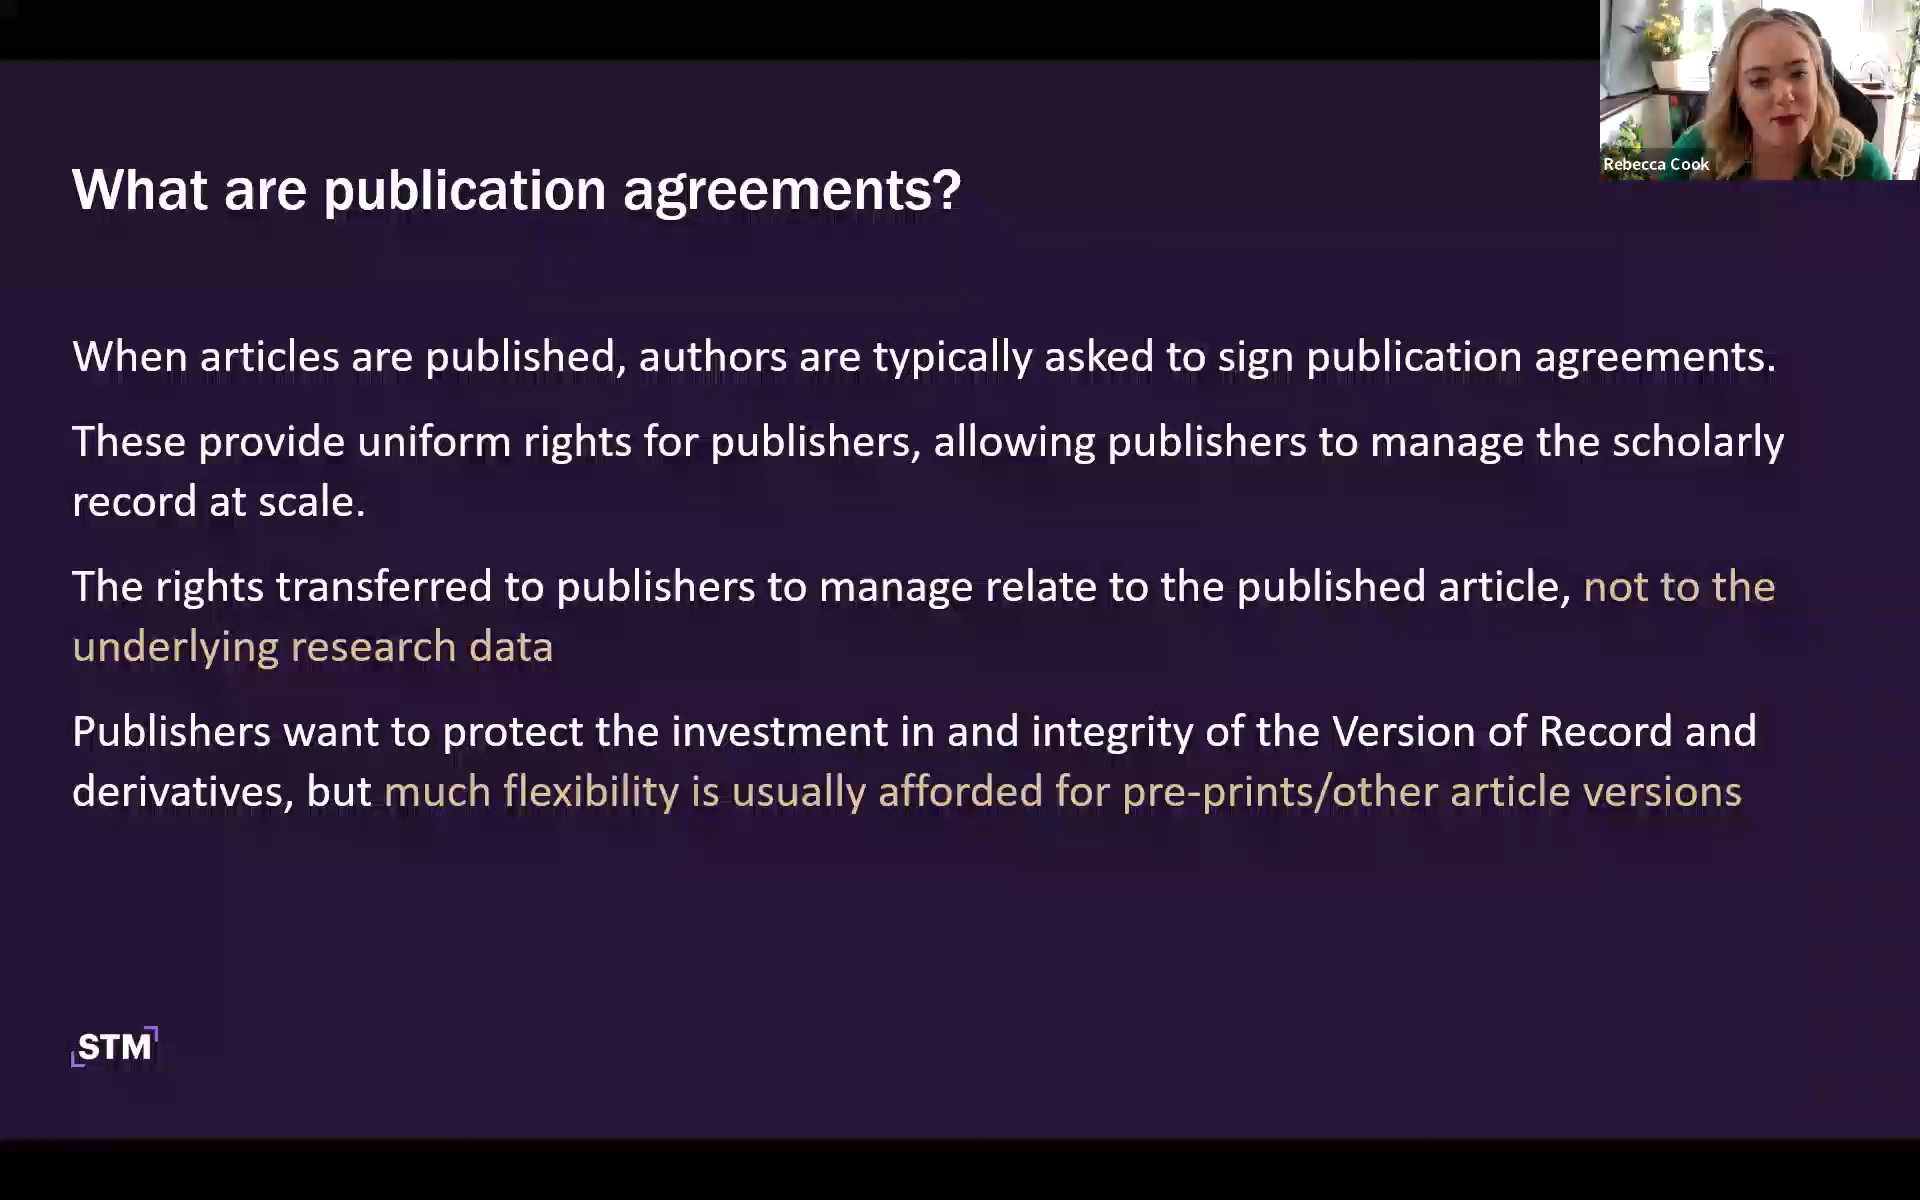 Rebecca Cook
What are publication agreements?
When articles are published, authors are typically asked to sign publication agreements.
These provide uniform rights for publishers, allowing publishers to manage the scholarly
record at scale.
The rights transferred to publishers to manage relate to the published article, not to the
underlying research data
Publishers want to protect the investment in and integrity of the Version of Record and
derivatives, but much flexibility is usually afforded for pre-prints/other article versions
STM